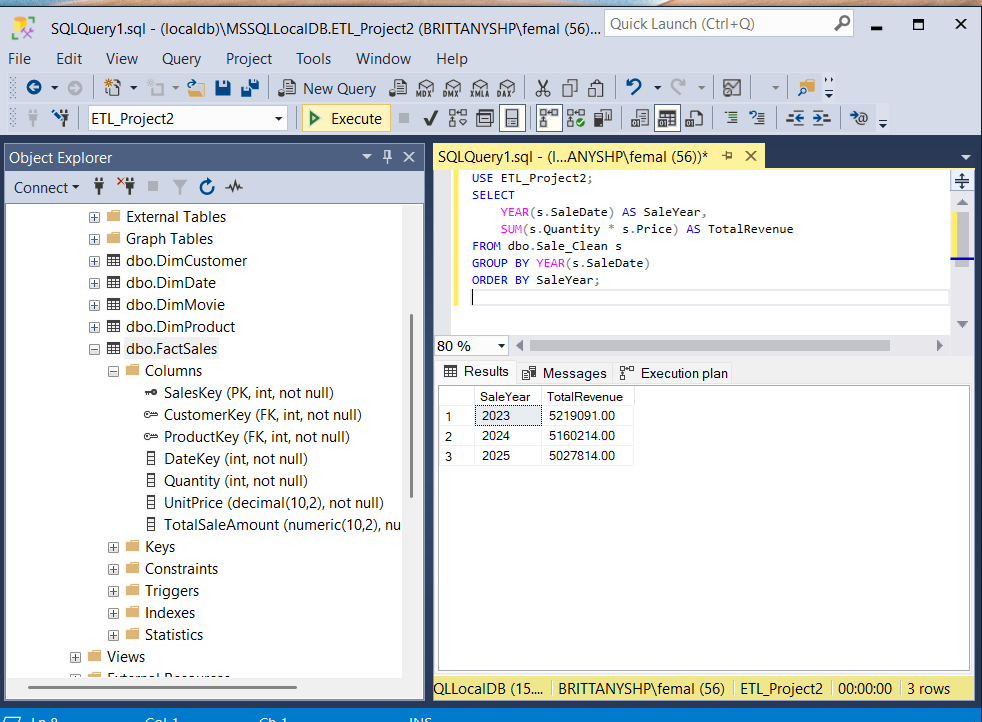 SQLQuery1.sql - (localdb)\MSSQLLocalDB.ETL_Project2 (BRITTANYSHP\femal (56)...
Quick Launch (Ctrl+Q)
File Edit View Query Project Tools Window Help
New Query MDX DMX XMLA DAX
ETL_Project2 Execute
Object Explorer
Connect
External Tables
Graph Tables
dbo.DimCustomer
dbo.DimDate
dbo.DimMovie
dbo.DimProduct
dbo.FactSales
Columns
SalesKey (PK, int, not null)
CustomerKey (FK, int, not null)
ProductKey (FK, int, not null)
DateKey (int, not null)
Quantity (int, not null)
UnitPrice (decimal(10,2), not null)
TotalSaleAmount (numeric(10,2), nu
Keys
Constraints
Triggers
Indexes
Statistics
Views
External Resources
SQLQuery1.sql - (l...ANYSHP\femal (56))*
USE ETL_Project2;
SELECT
YEAR(s.SaleDate) AS SaleYear,
SUM(s.Quantity * s.Price) AS TotalRevenue
FROM dbo.Sale_Clean s
GROUP BY YEAR(s.SaleDate)
ORDER BY SaleYear;
80 %
Results Messages Execution plan
SaleYear TotalRevenue
1 2023 5219091.00
2 2024 5160214.00
3 2025 5027814.00
QLLocalDB (15.... BRITTANYSHP\femal (56) ETL_Project2 00:00:00 3 rows
Ln 8 Col 1 Ch 1 INS